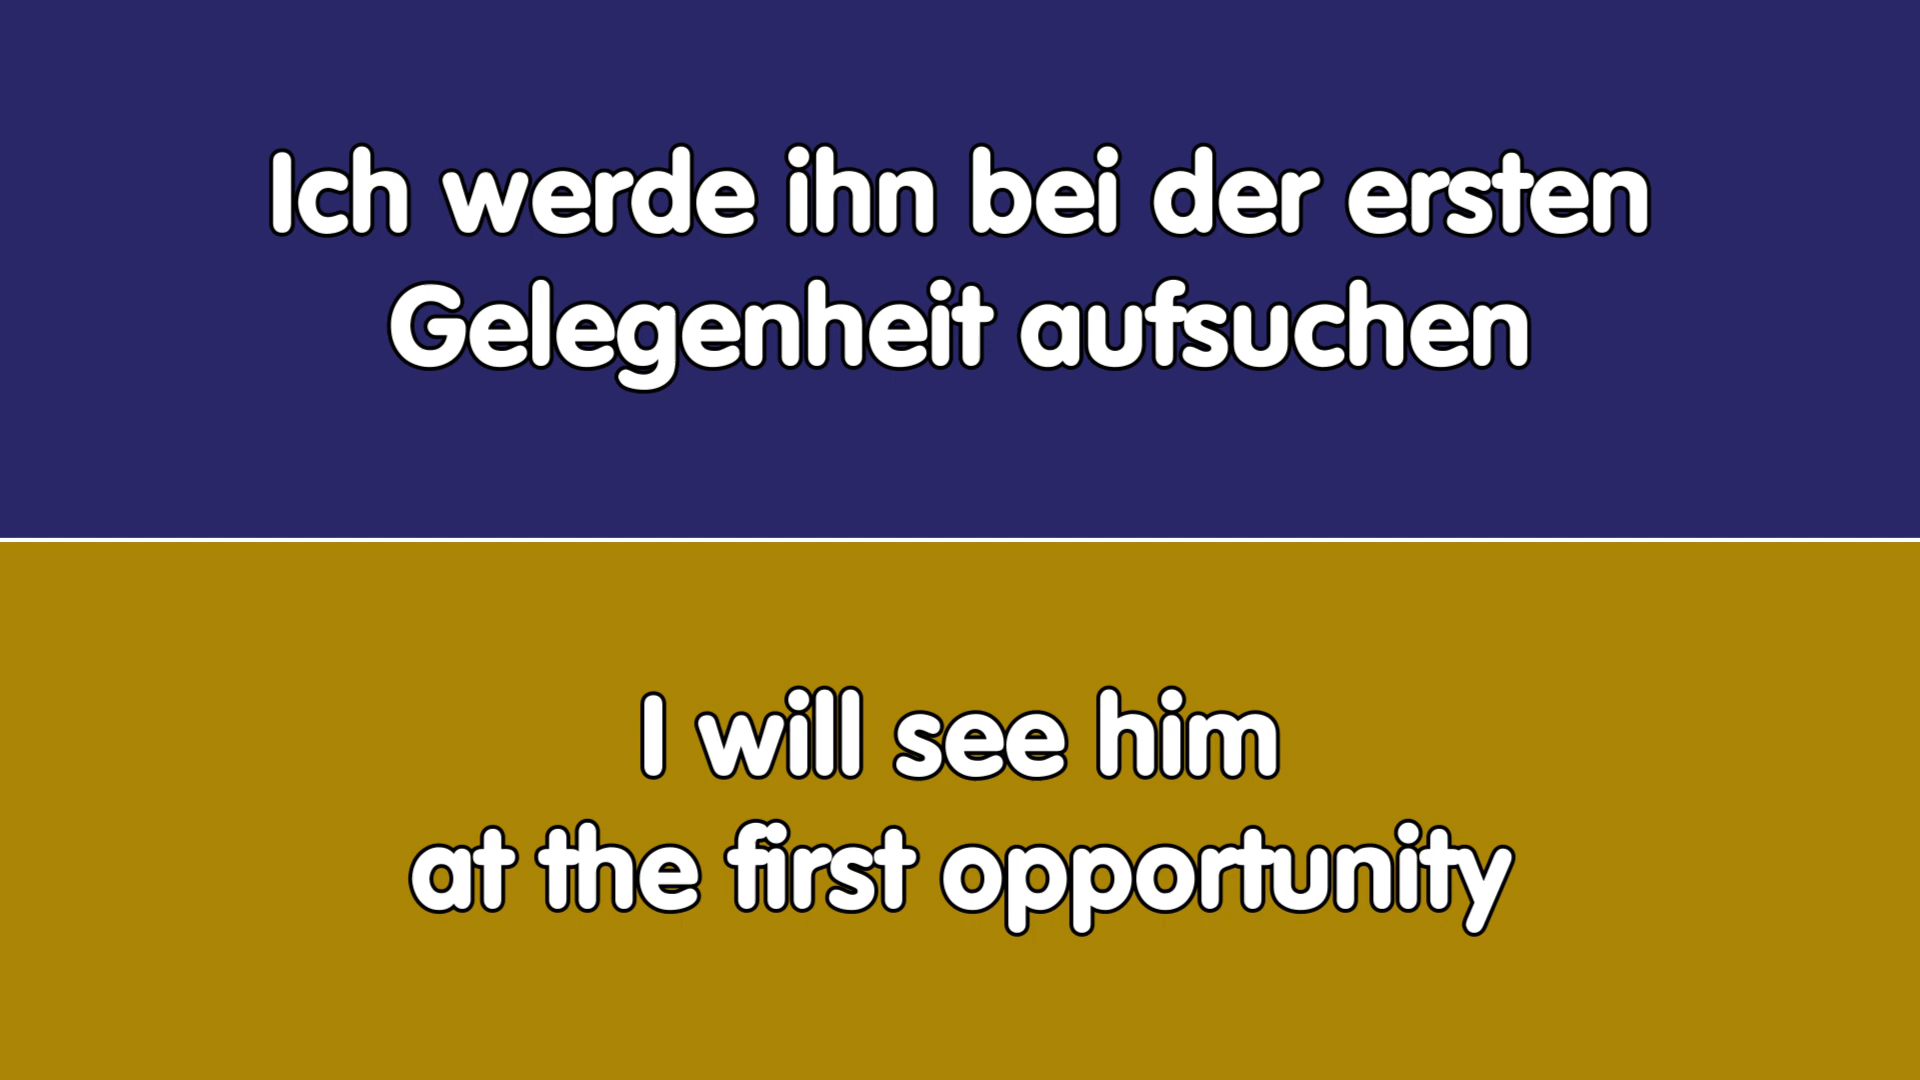 Ich werde ihn bei der ersten
Gelegenheit aufsuchen
I will see him
at the first opportunity